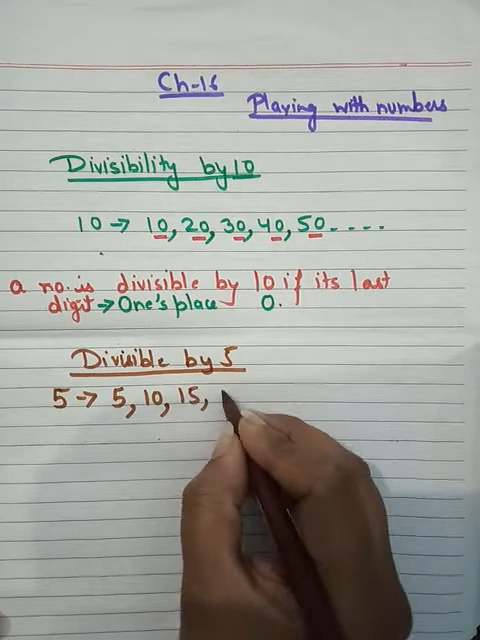 Ch-16
Playing with numbers
Divisibility by 10
10 → 10, 20, 30, 40, 50 . . . .
a no. is divisible by 10 if its last
digit → One's place 0.
Divisible by 5
5 → 5, 10, 15,